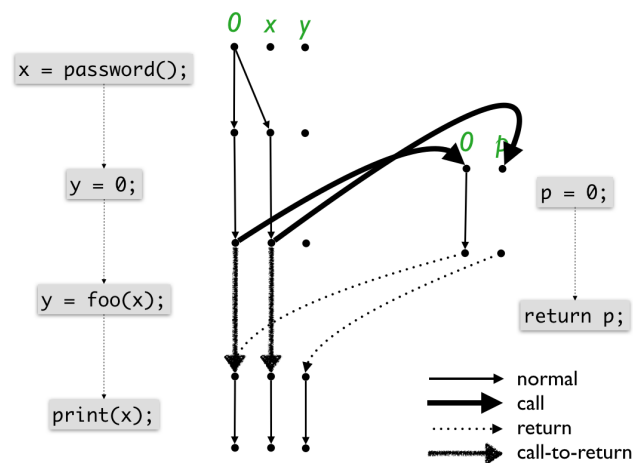 0 x y
x = password();
y = 0;
0 p
p = 0;
y = foo(x);
return p;
print(x);
normal
call
return
call-to-return